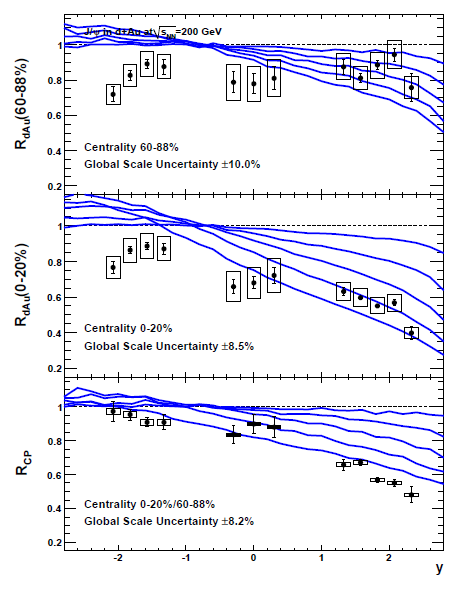 J/ψ in d+Au at √sNN=200 GeV
1
0.8
0.6
0.4
0.2
RdAu(60-88%)
Centrality 60-88%
Global Scale Uncertainty ±10.0%
1
0.8
0.6
0.4
0.2
RdAu(0-20%)
Centrality 0-20%
Global Scale Uncertainty ±8.5%
1
0.8
0.6
0.4
0.2
RCP
Centrality 0-20%/60-88%
Global Scale Uncertainty ±8.2%
-2 -1 0 1 2
y